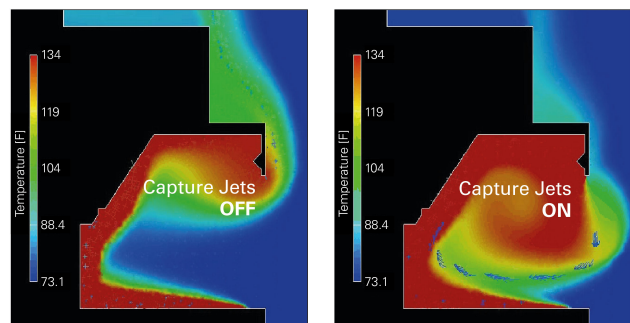 Temperature [F]
134
119
104
88.4
73.1
Capture Jets
OFF
Temperature [F]
134
119
104
88.4
73.1
Capture Jets
ON